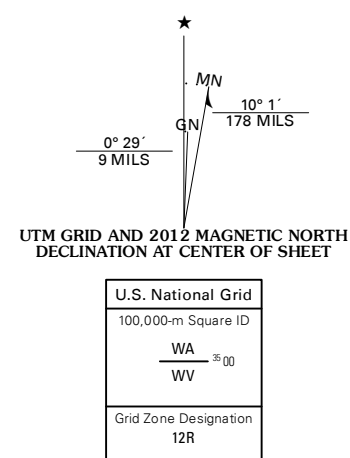 ★
MN
GN
10° 1´
178 MILS
0° 29´
9 MILS
UTM GRID AND 2012 MAGNETIC NORTH
DECLINATION AT CENTER OF SHEET
U.S. National Grid
100,000-m Square ID
WA
35 00
WV
Grid Zone Designation
12R